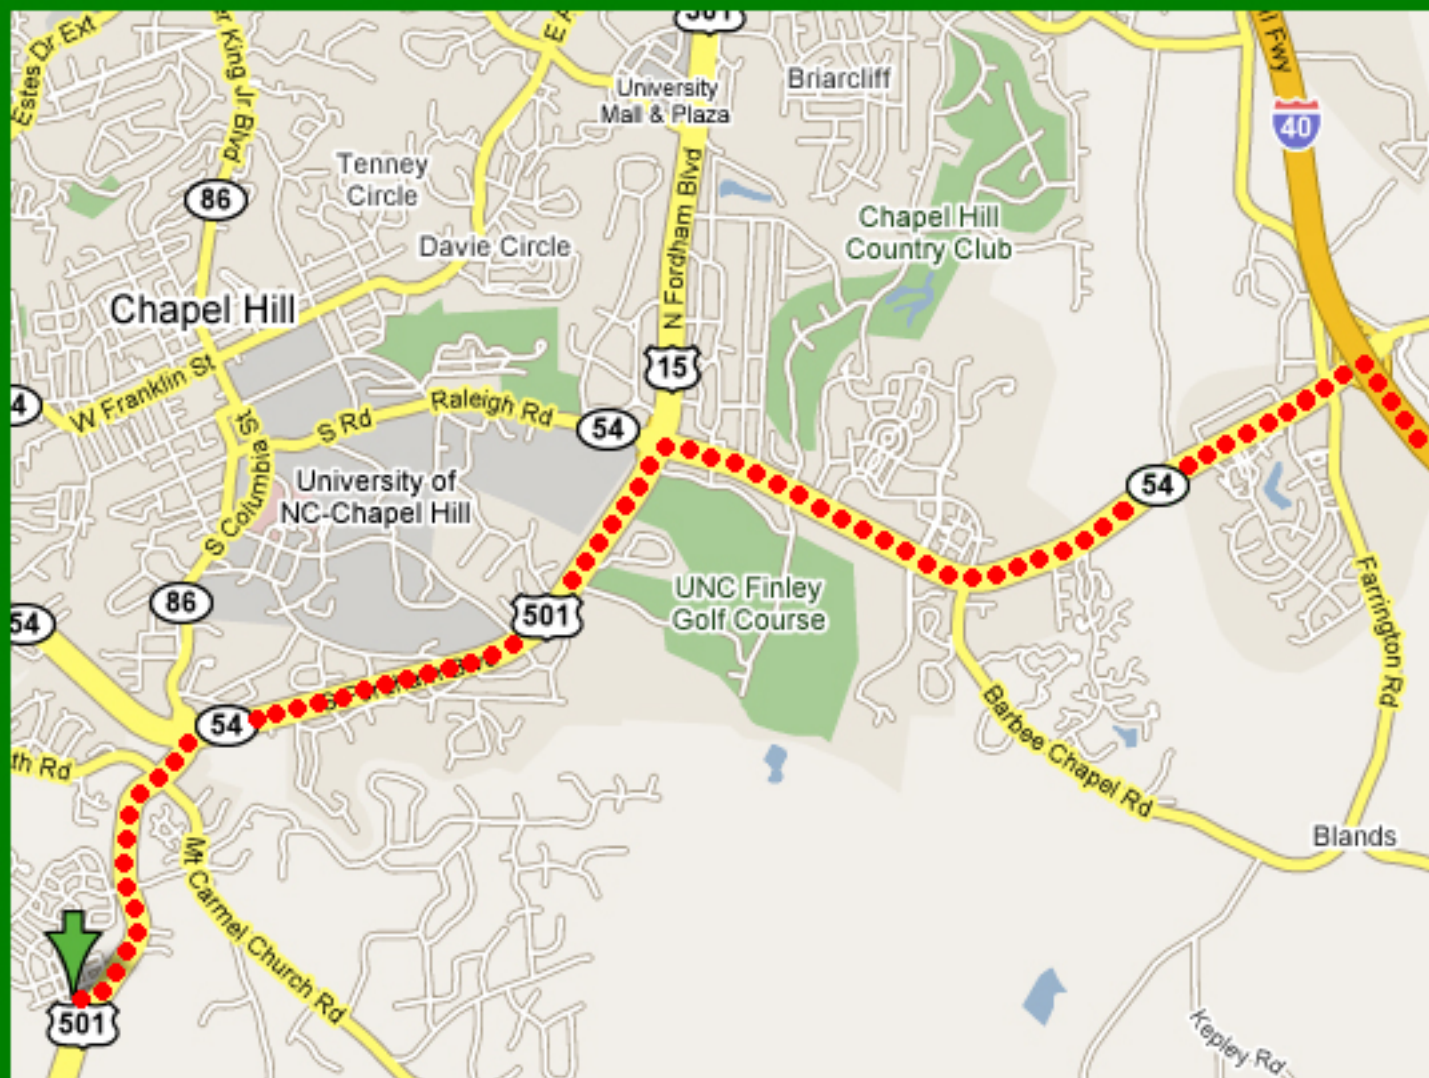 501
Estes Dr Ext
King Jr Blvd
E
Fwy
University
Mall & Plaza
Briarcliff
40
Tenney
Circle
86
N Fordham Blvd
Chapel Hill
Country Club
Davie Circle
Chapel Hill
15
W Franklin St
4
S Rd
Raleigh Rd
54
S Columbia St
University of
NC-Chapel Hill
54
UNC Finley
Golf Course
86
501
54
Farrington Rd
54
th Rd
Barbee Chapel Rd
Mt Carmel Church Rd
Blands
501
Kepley Rd